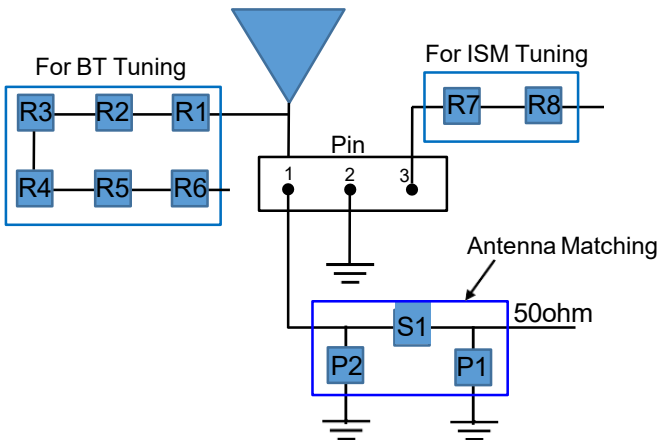 For BT Tuning
For ISM Tuning
R3 R2 R1
R7 R8
Pin
1 2 3
R4 R5 R6
Antenna Matching
50ohm
S1
P2 P1